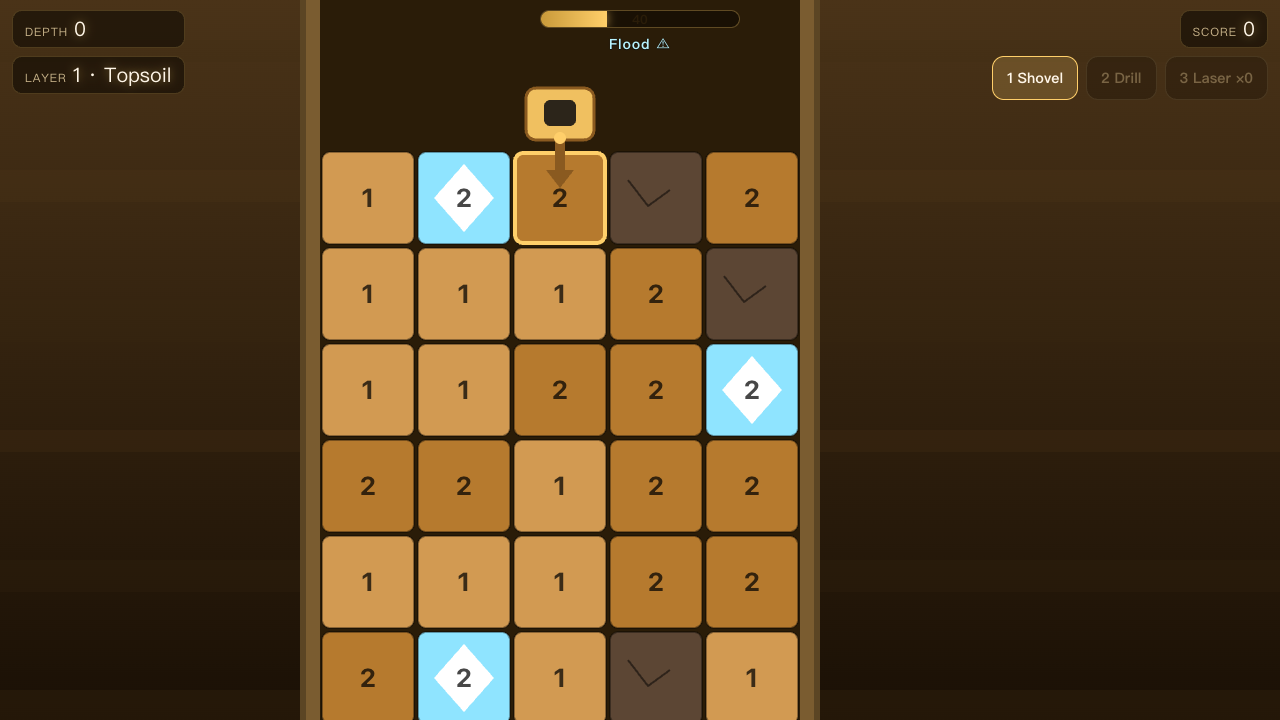 DEPTH 0
LAYER 1 · Topsoil
40
Flood ⚠
SCORE 0
1 Shovel
2 Drill
3 Laser ×0
1 2 2 2
1 1 1 2
1 1 2 2 2
2 2 1 2 2
1 1 1 2 2
2 2 1 1